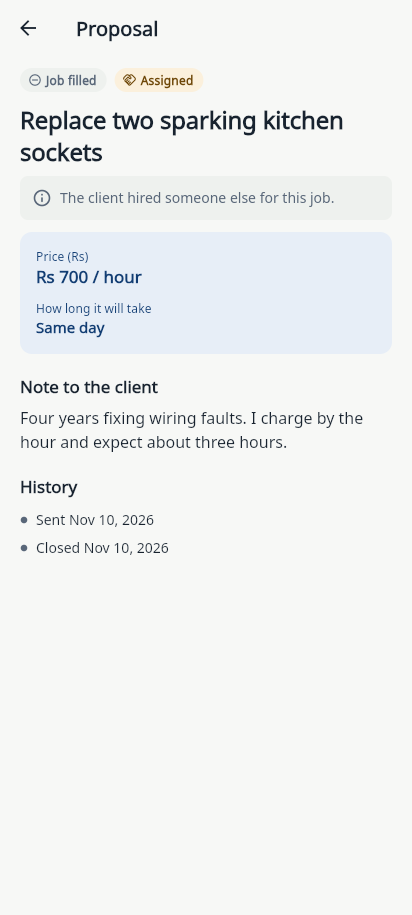 Proposal
Job filled
Assigned
Replace two sparking kitchen
sockets
The client hired someone else for this job.
Price (Rs)
Rs 700 / hour
How long it will take
Same day
Note to the client
Four years fixing wiring faults. I charge by the
hour and expect about three hours.
History
Sent Nov 10, 2026
Closed Nov 10, 2026